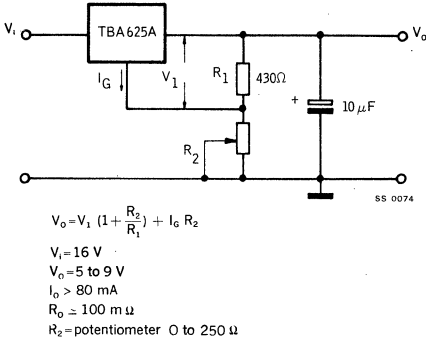 TBA625A
Vi
Vo
IG
V1
R1
430Ω
+
10 µF
R2
SS 0074
Vo=V1 (1+R2/R1) + IG R2
Vi=16 V
Vo=5 to 9 V
Io > 80 mA
Ro ≃ 100 m Ω
R2=potentiometer 0 to 250 Ω